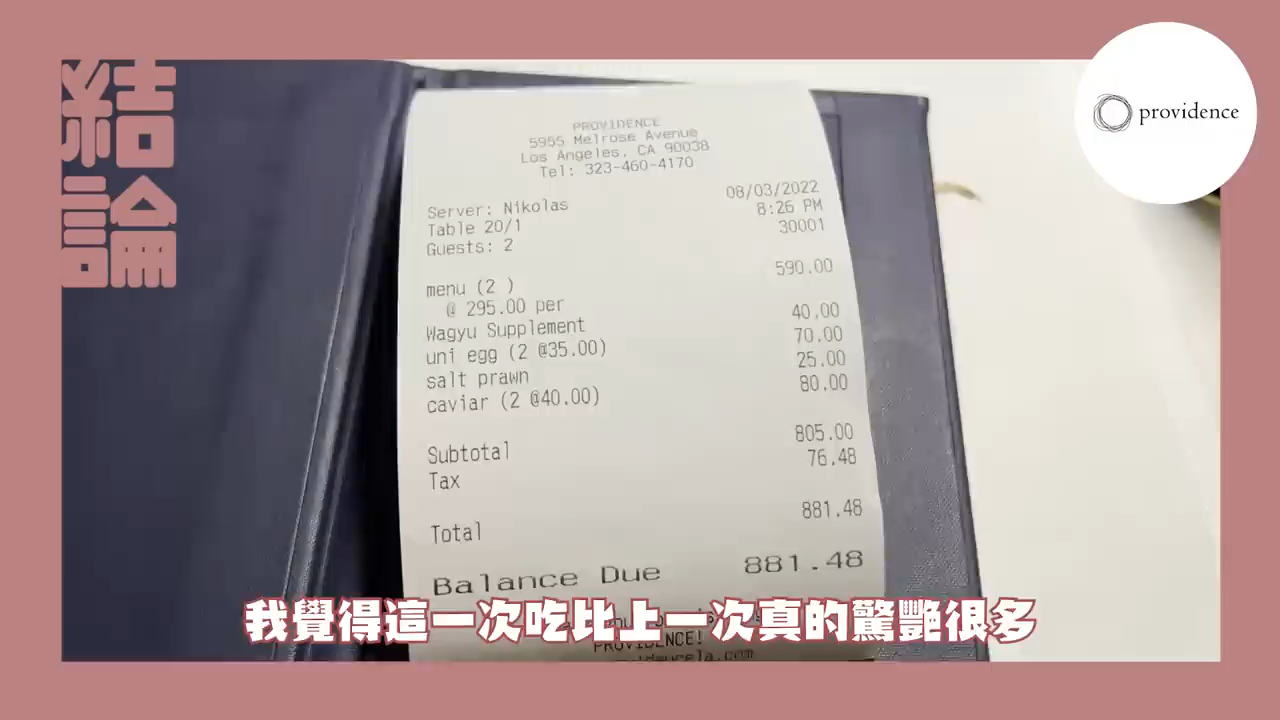 結論
providence
PROVIDENCE
5955 Melrose Avenue
Los Angeles, CA 90038
Tel: 323-460-4170
08/03/2022
Server: Nikolas 8:26 PM
Table 20/1 30001
Guests: 2
menu (2 ) 590.00
@ 295.00 per
Wagyu Supplement 40.00
uni egg (2 @35.00) 70.00
salt prawn 25.00
caviar (2 @40.00) 80.00
Subtotal 805.00
Tax 76.48
Total 881.48
Balance Due 881.48
我覺得這一次吃比上一次真的驚艷很多
PROVIDENCE!